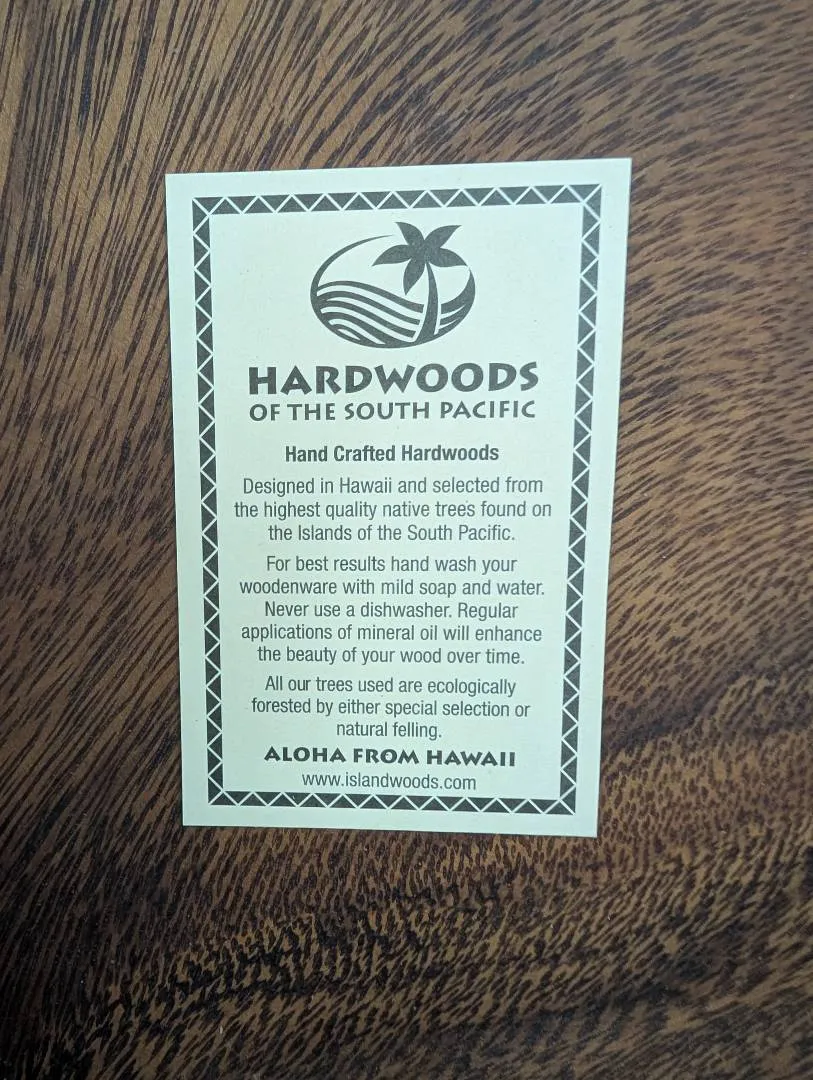 HARDWOODS
OF THE SOUTH PACIFIC
Hand Crafted Hardwoods
Designed in Hawaii and selected from
the highest quality native trees found on
the Islands of the South Pacific.
For best results hand wash your
woodenware with mild soap and water.
Never use a dishwasher. Regular
applications of mineral oil will enhance
the beauty of your wood over time.
All our trees used are ecologically
forested by either special selection or
natural felling.
ALOHA FROM HAWAII
www.islandwoods.com